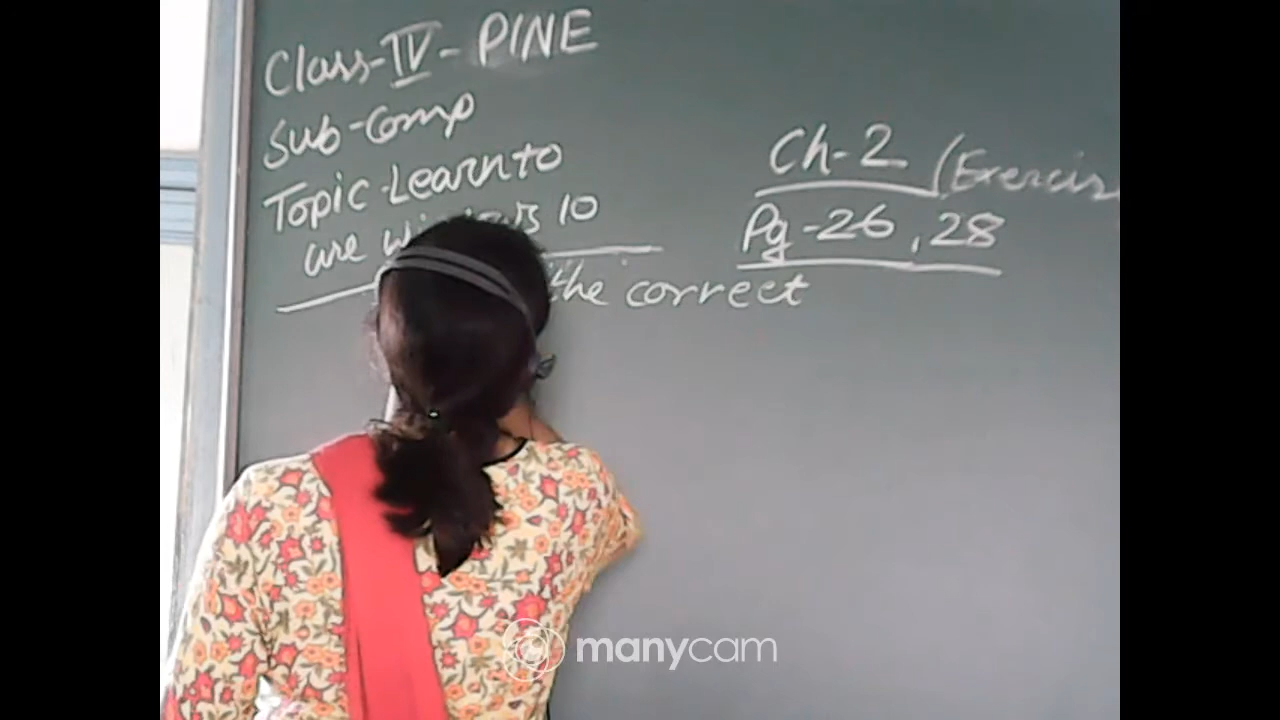 Class-IV-PINE
Sub-Comp
Topic-Learn to
are windows 10
the correct
Ch-2 (Exercis
Pg-26, 28
manycam